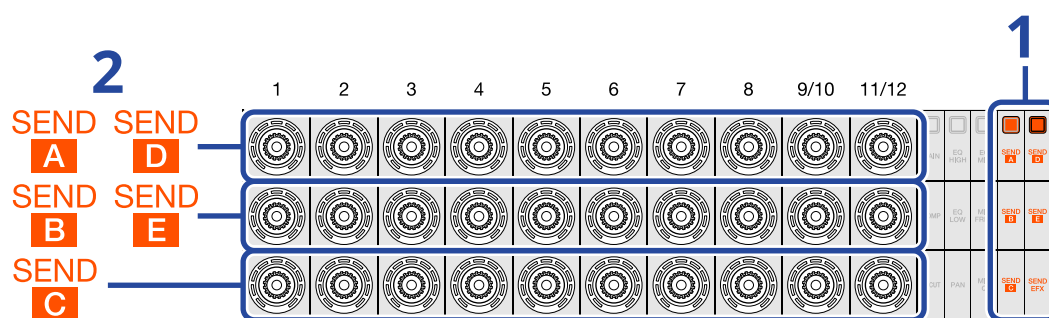 1
2
1 2 3 4 5 6 7 8 9/10 11/12
SEND SEND
A D
EQ HIGH
SEND A SEND D
SEND SEND
B E
EQ LOW
SEND B SEND E
SEND
C
PAN
SEND C SEND EFX